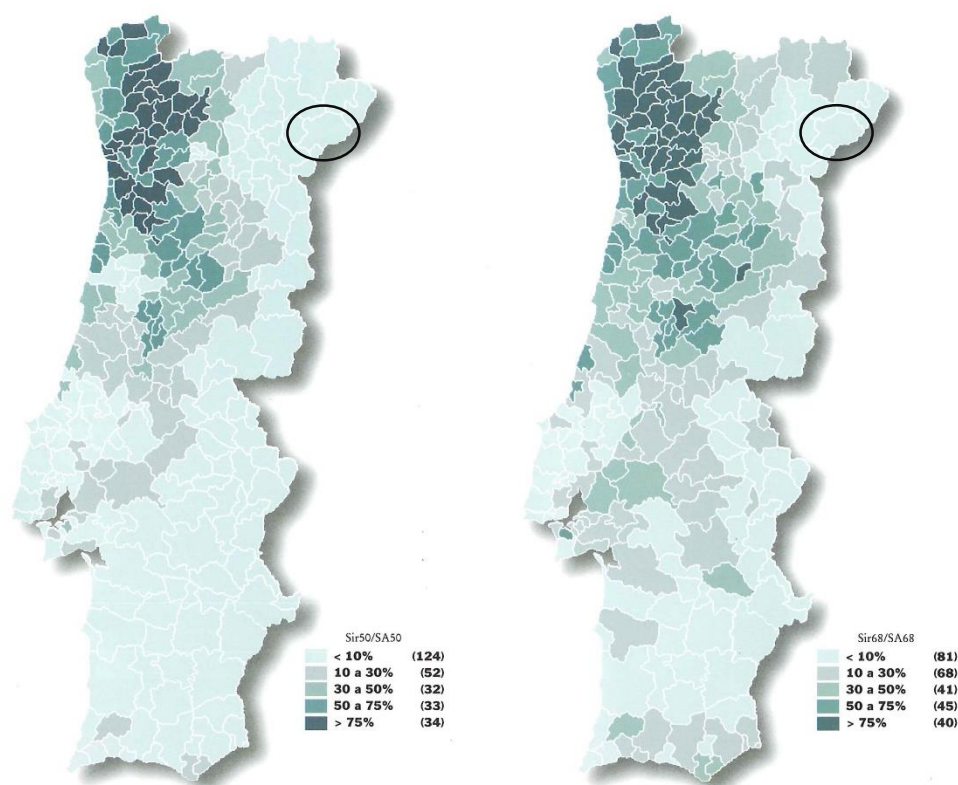 Sir50/SA50
< 10% (124)
10 a 30% (52)
30 a 50% (32)
50 a 75% (33)
> 75% (34)
Sir68/SA68
< 10% (81)
10 a 30% (68)
30 a 50% (41)
50 a 75% (45)
> 75% (40)